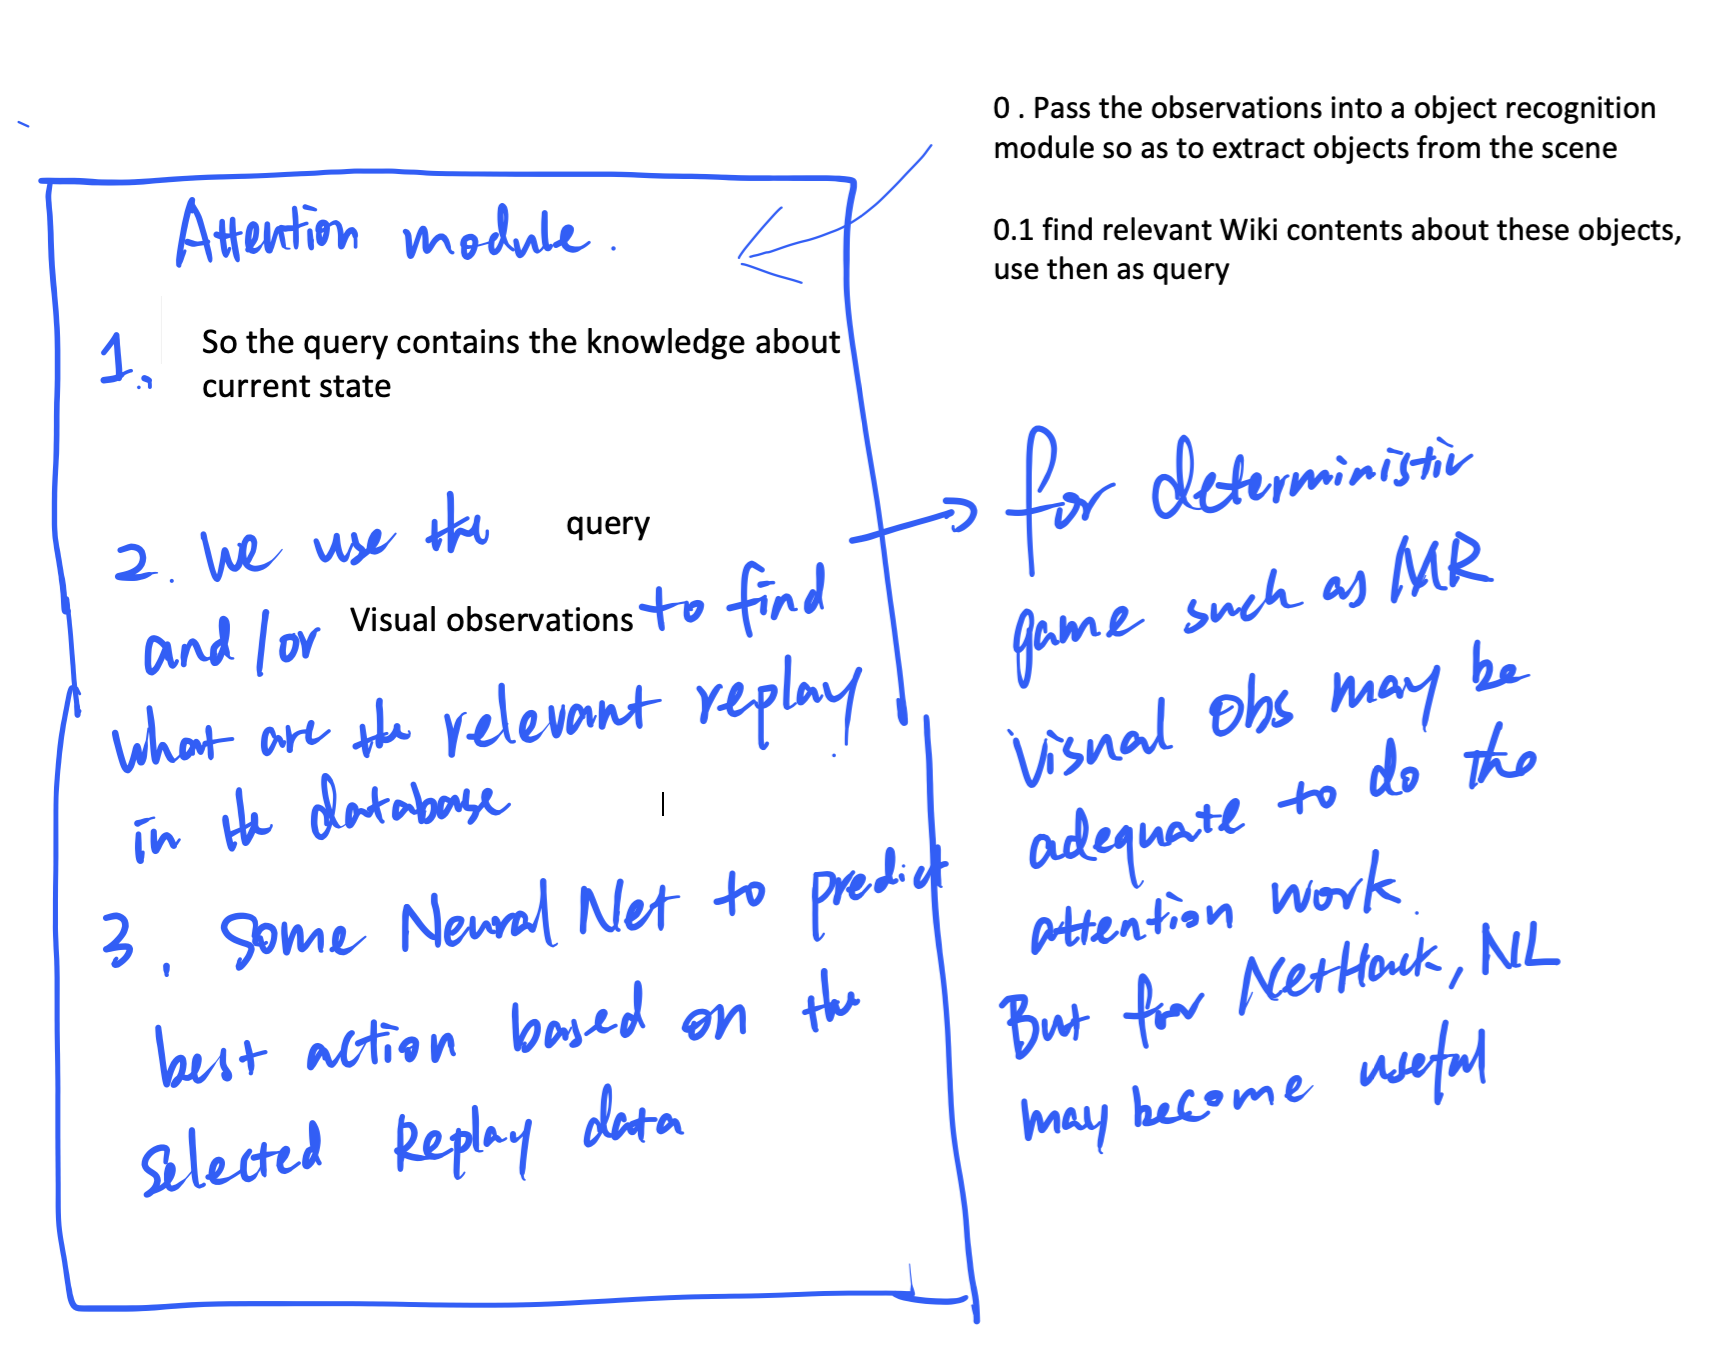 0 . Pass the observations into a object recognition
module so as to extract objects from the scene
0.1 find relevant Wiki contents about these objects,
use then as query
Attention module.
1. So the query contains the knowledge about
current state
2. We use the query
and/or Visual observations to find
what are the relevant replay
in the database
3. Some Neural Net to predict
best action based on the
Selected Replay data
for deterministic
game such as MR
Visual Obs may be
adequate to do the
attention work.
But for NetHack, NL
may become useful